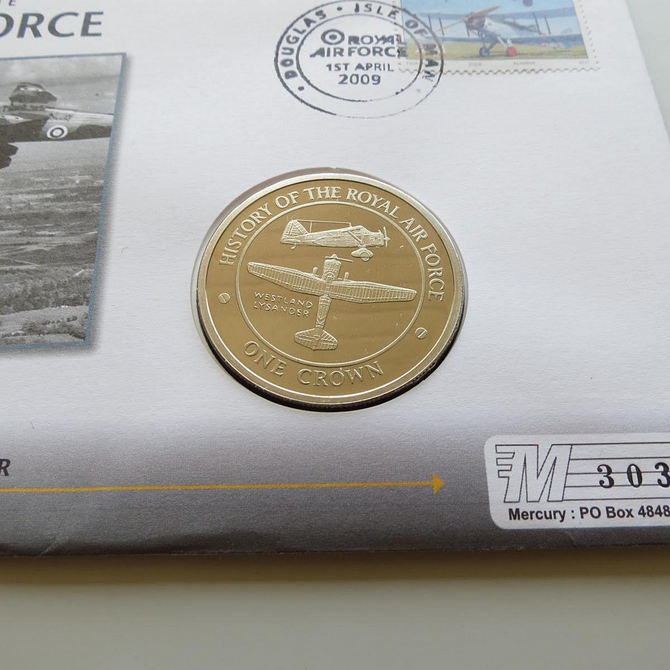 FORCE
DOUGLAS • ISLE OF MAN
ROYAL
AIR FORCE
1ST APRIL
2009
HISTORY OF THE ROYAL AIR FORCE
WESTLAND
LYSANDER
ONE CROWN
R
M 303
Mercury : PO Box 4848